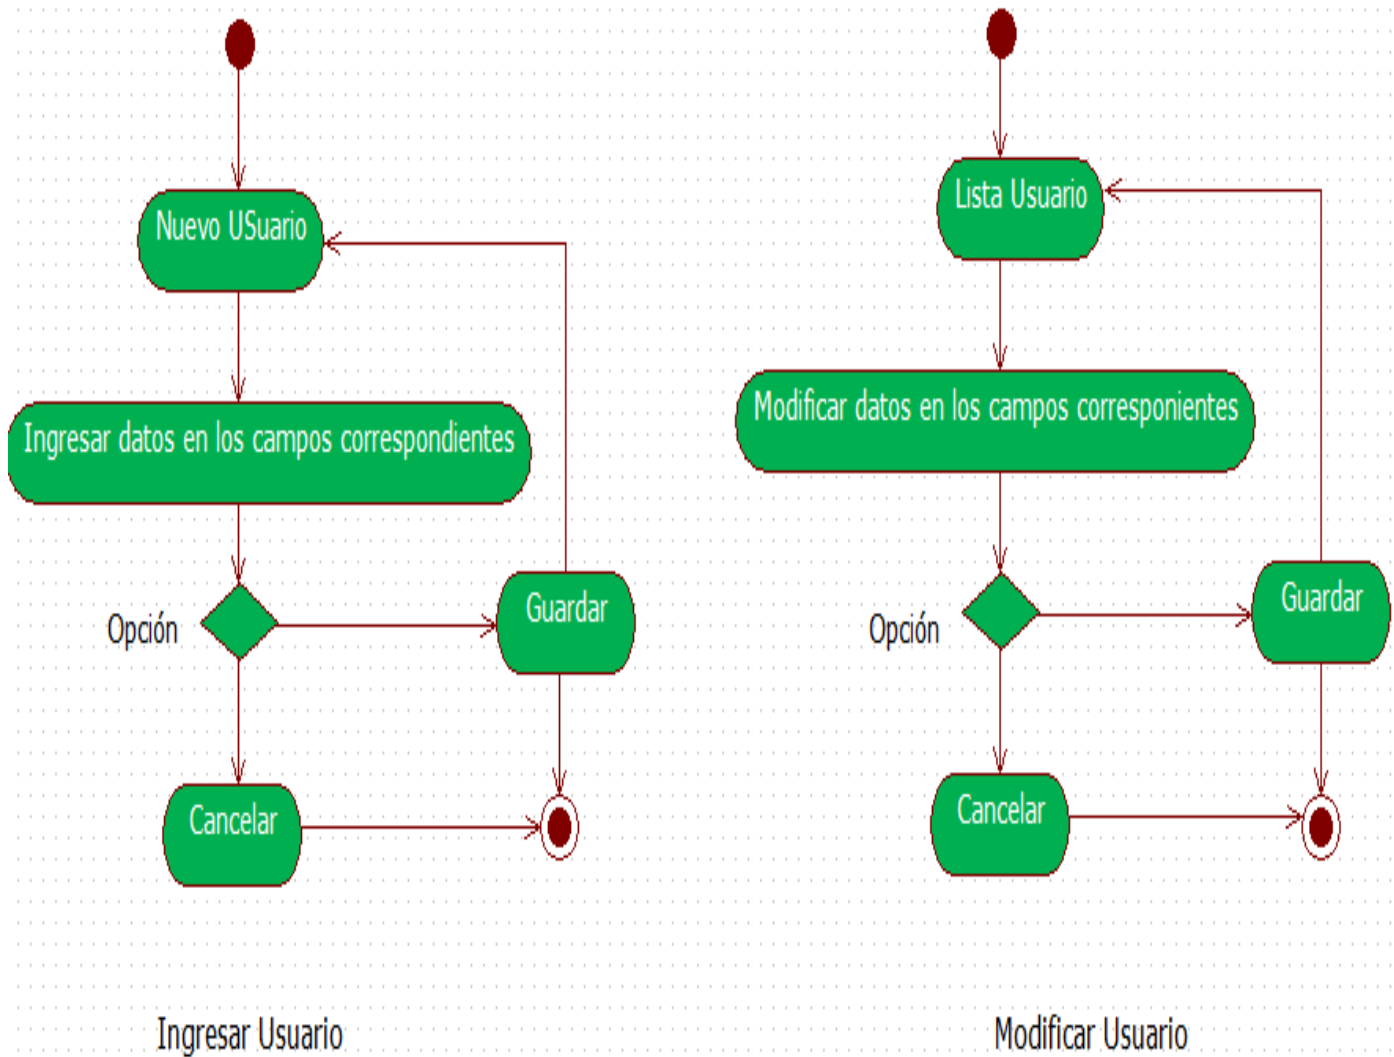 Nuevo USuario
Ingresar datos en los campos correspondientes
Opción
Guardar
Cancelar
Ingresar Usuario
Lista Usuario
Modificar datos en los campos corresponientes
Opción
Guardar
Cancelar
Modificar Usuario